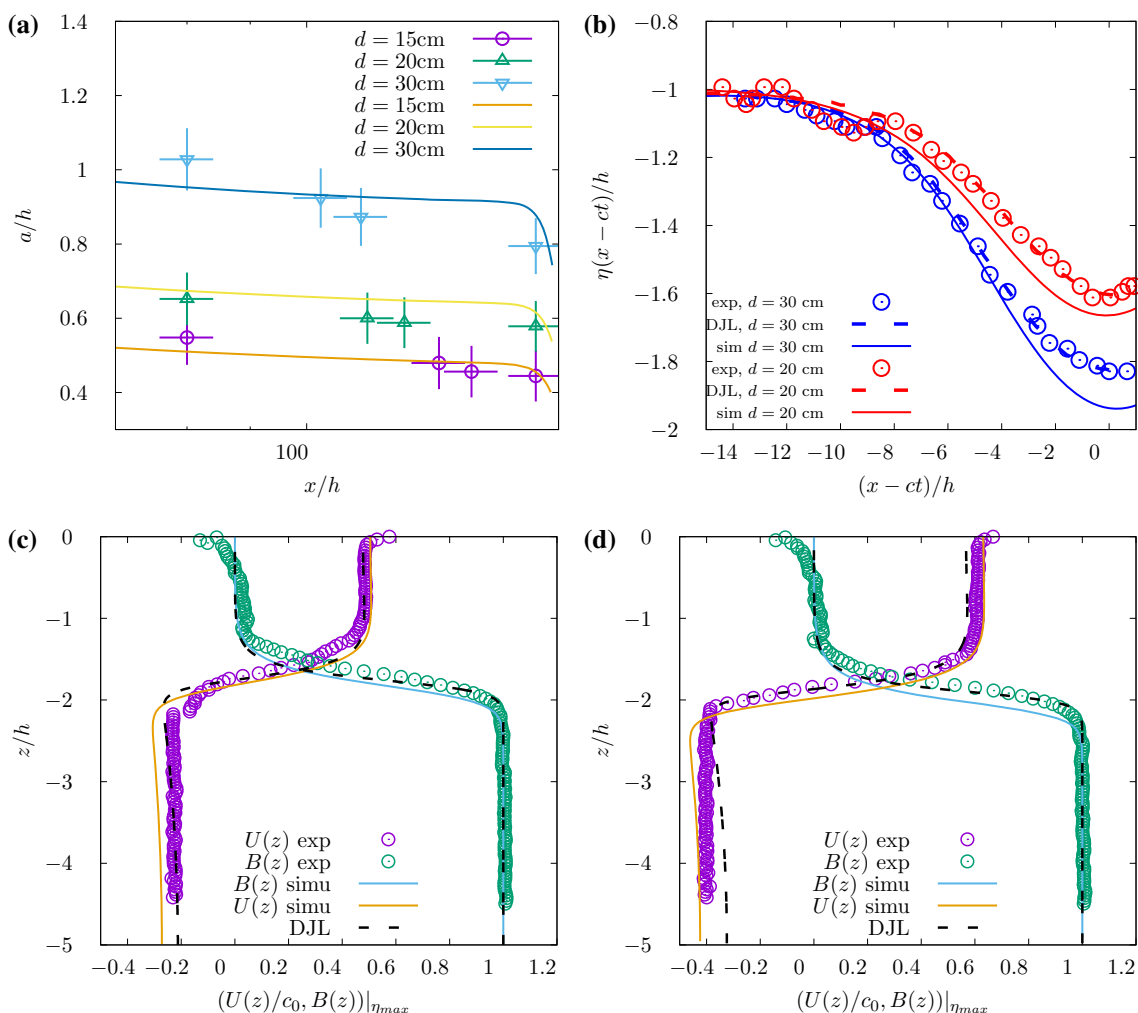 (a)
1.4
1.2
1
0.8
0.6
0.4
a/h
100
x/h
d = 15cm
d = 20cm
d = 30cm
d = 15cm
d = 20cm
d = 30cm
(b)
−0.8
−1
−1.2
−1.4
−1.6
−1.8
−2
η(x − ct)/h
−14 −12 −10 −8 −6 −4 −2 0
(x − ct)/h
exp, d = 30 cm
DJL, d = 30 cm
sim d = 30 cm
exp, d = 20 cm
DJL, d = 20 cm
sim d = 20 cm
(c)
0
−1
−2
−3
−4
−5
z/h
−0.4 −0.2 0 0.2 0.4 0.6 0.8 1 1.2
(U(z)/c₀, B(z))|ηmax
U(z) exp
B(z) exp
B(z) simu
U(z) simu
DJL
(d)
0
−1
−2
−3
−4
−5
z/h
−0.4 −0.2 0 0.2 0.4 0.6 0.8 1 1.2
(U(z)/c₀, B(z))|ηmax
U(z) exp
B(z) exp
B(z) simu
U(z) simu
DJL